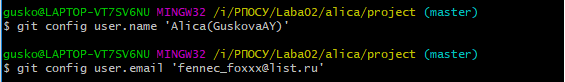 gusko@LAPTOP-VT7SV6NU MINGW32 /i/РПОСУ/Laba02/alica/project (master)
$ git config user.name 'Alica(GuskovaAY)'
gusko@LAPTOP-VT7SV6NU MINGW32 /i/РПОСУ/Laba02/alica/project (master)
$ git config user.email 'fennec_foxxx@list.ru'